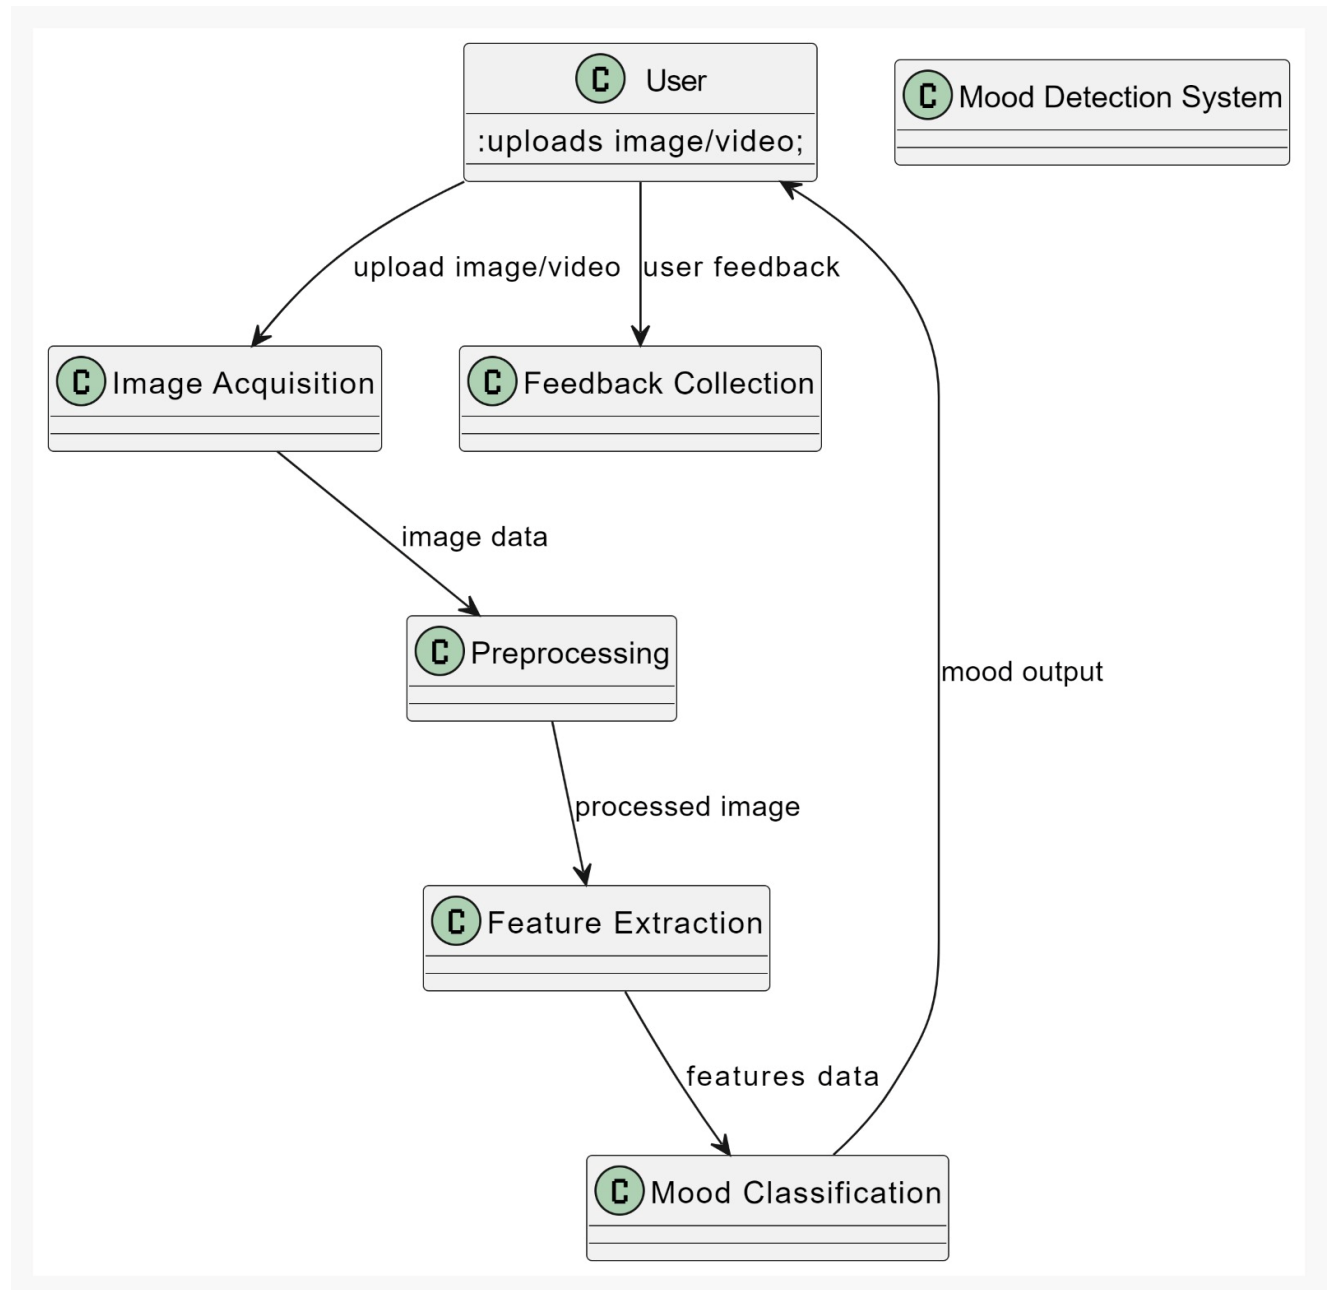 C User
:uploads image/video;
C Mood Detection System
upload image/video
user feedback
C Image Acquisition
C Feedback Collection
image data
C Preprocessing
mood output
processed image
C Feature Extraction
features data
C Mood Classification